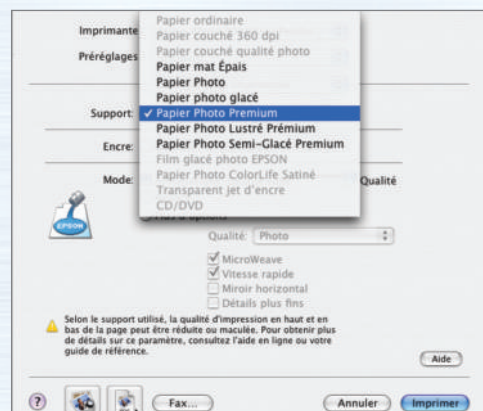 Imprimante
Préréglages
Support:
Encre:
Mode:
Papier ordinaire
Papier couché 360 dpi
Papier couché qualité photo
Papier mat Épais
Papier Photo
Papier photo glacé
✓ Papier Photo Premium
Papier Photo Lustré Prémium
Papier Photo Semi-Glacé Premium
Film glacé photo EPSON
Papier Photo ColorLife Satiné
Transparent jet d'encre
CD/DVD
Qualité
EPSON
Qualité: Photo
MicroWeave
Vitesse rapide
Miroir horizontal
Détails plus fins
Selon le support utilisé, la qualité d'impression en haut et en
bas de la page peut être réduite ou maculée. Pour obtenir plus
de détails sur ce paramètre, consultez l'aide en ligne ou votre
guide de référence.
Aide
?
Fax...
Annuler
Imprimer